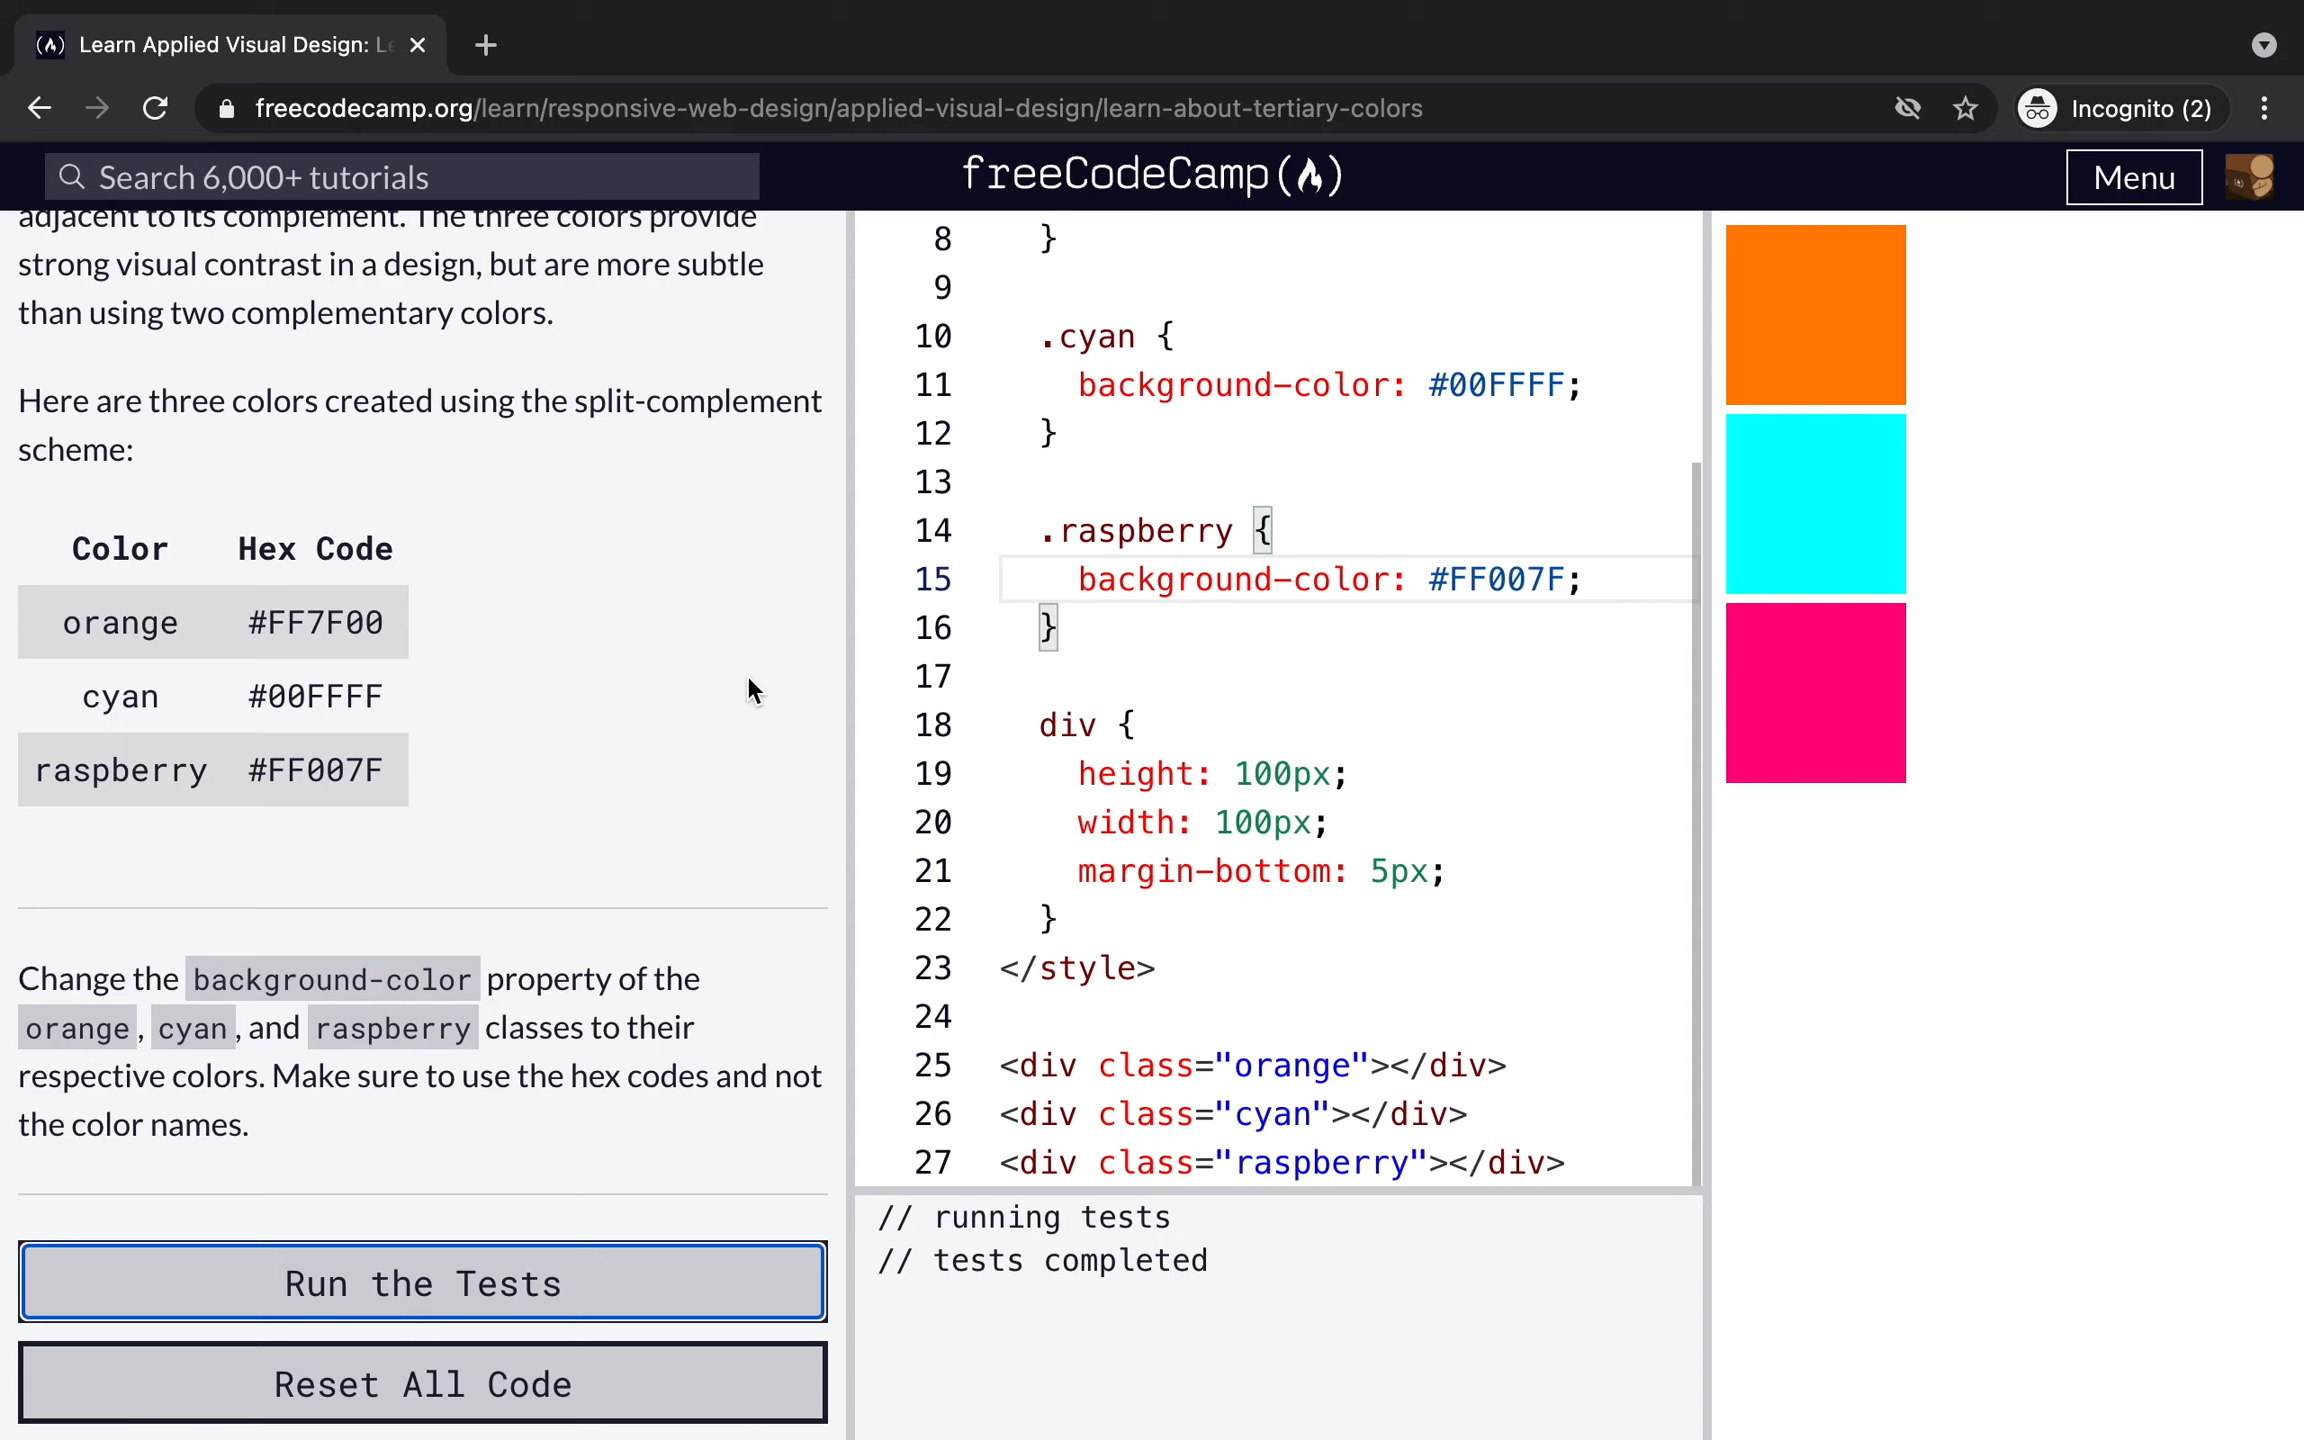 Learn Applied Visual Design: Le
freecodecamp.org/learn/responsive-web-design/applied-visual-design/learn-about-tertiary-colors
Incognito (2)
Search 6,000+ tutorials
freeCodeCamp
Menu
adjacent to its complement. The three colors provide
strong visual contrast in a design, but are more subtle
than using two complementary colors.
Here are three colors created using the split-complement
scheme:
Color Hex Code
orange #FF7F00
cyan #00FFFF
raspberry #FF007F
Change the background-color property of the
orange, cyan, and raspberry classes to their
respective colors. Make sure to use the hex codes and not
the color names.
Run the Tests
Reset All Code
8 }
9
10 .cyan {
11 background-color: #00FFFF;
12 }
13
14 .raspberry {
15 background-color: #FF007F;
16 }
17
18 div {
19 height: 100px;
20 width: 100px;
21 margin-bottom: 5px;
22 }
23 </style>
24
25 <div class="orange"></div>
26 <div class="cyan"></div>
27 <div class="raspberry"></div>
// running tests
// tests completed